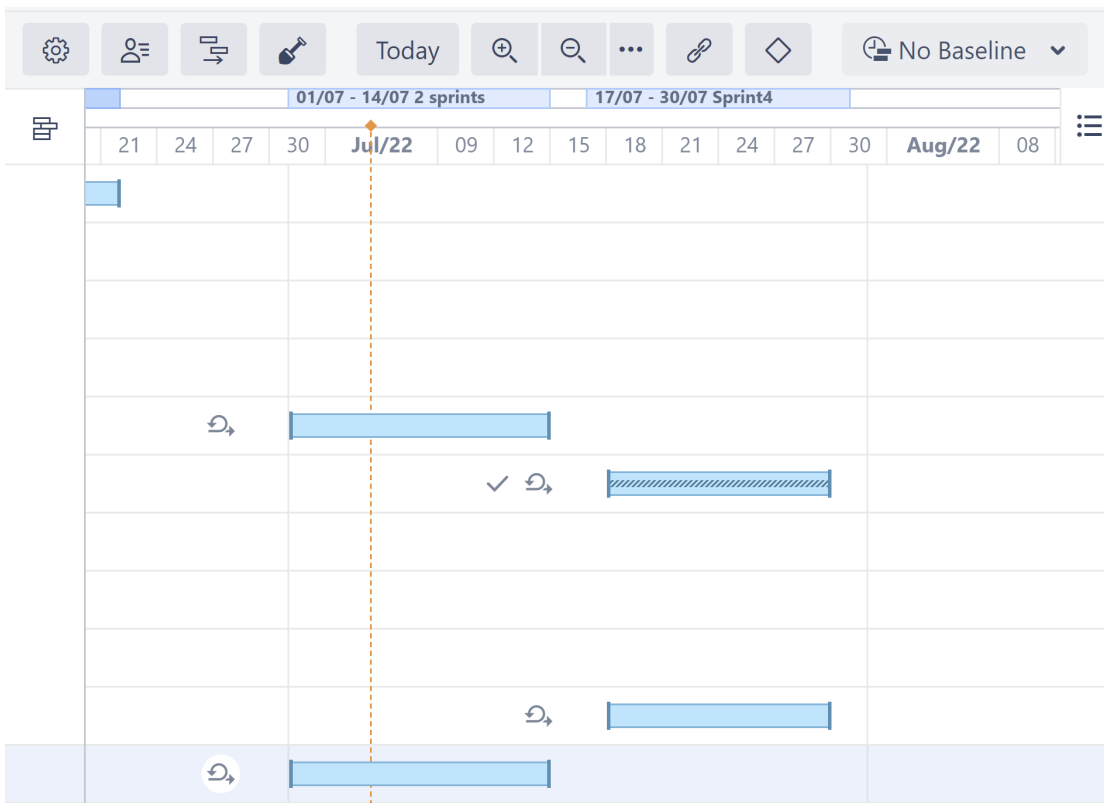 Today
No Baseline
01/07 - 14/07 2 sprints 17/07 - 30/07 Sprint4
21 24 27 30 Jul/22 09 12 15 18 21 24 27 30 Aug/22 08